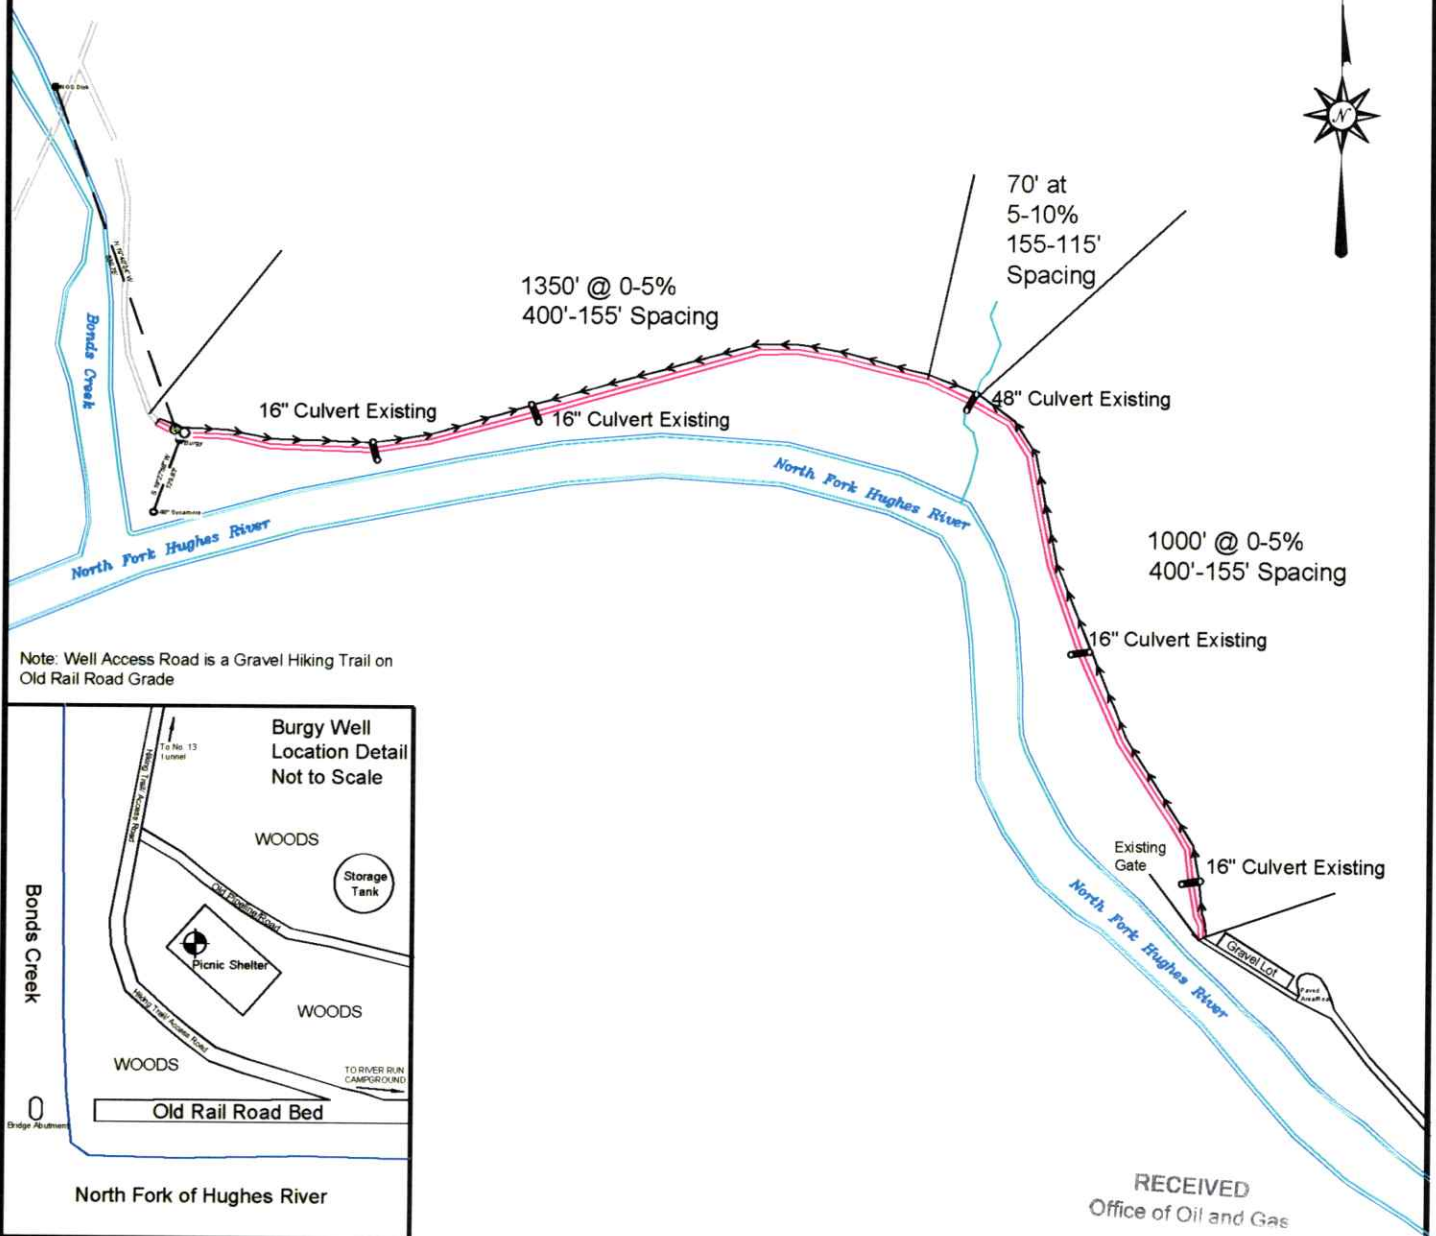 N
70' at
5-10%
155-115'
Spacing
1350' @ 0-5%
400'-155' Spacing
Bonds Creek
16" Culvert Existing
16" Culvert Existing
48" Culvert Existing
Burgy
40" Sycamore
North Fork Hughes River
North Fork Hughes River
1000' @ 0-5%
400'-155' Spacing
16" Culvert Existing
Note: Well Access Road is a Gravel Hiking Trail on
Old Rail Road Grade
Existing
Gate
16" Culvert Existing
North Fork Hughes River
Gravel Lot
Paved
Burgy Well
Location Detail
Not to Scale
To No. 13
Tunnel
Hiking Trail/ Access Road
WOODS
Storage
Tank
Old Pipeline/Road
Bonds Creek
Picnic Shelter
WOODS
Hiking Trail/ Access Road
WOODS
TO RIVER RUN
CAMPGROUND
Old Rail Road Bed
Bridge Abutment
North Fork of Hughes River
RECEIVED
Office of Oil and Gas